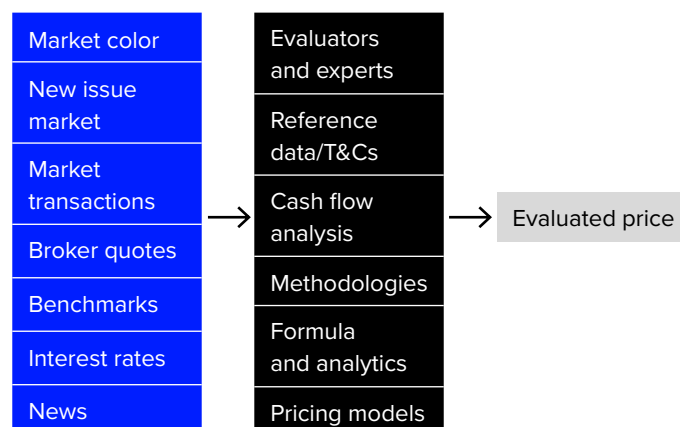 Market color
New issue
market
Market
transactions
Broker quotes
Benchmarks
Interest rates
News
Evaluators
and experts
Reference
data/T&Cs
Cash flow
analysis
Methodologies
Formula
and analytics
Pricing models
Evaluated price